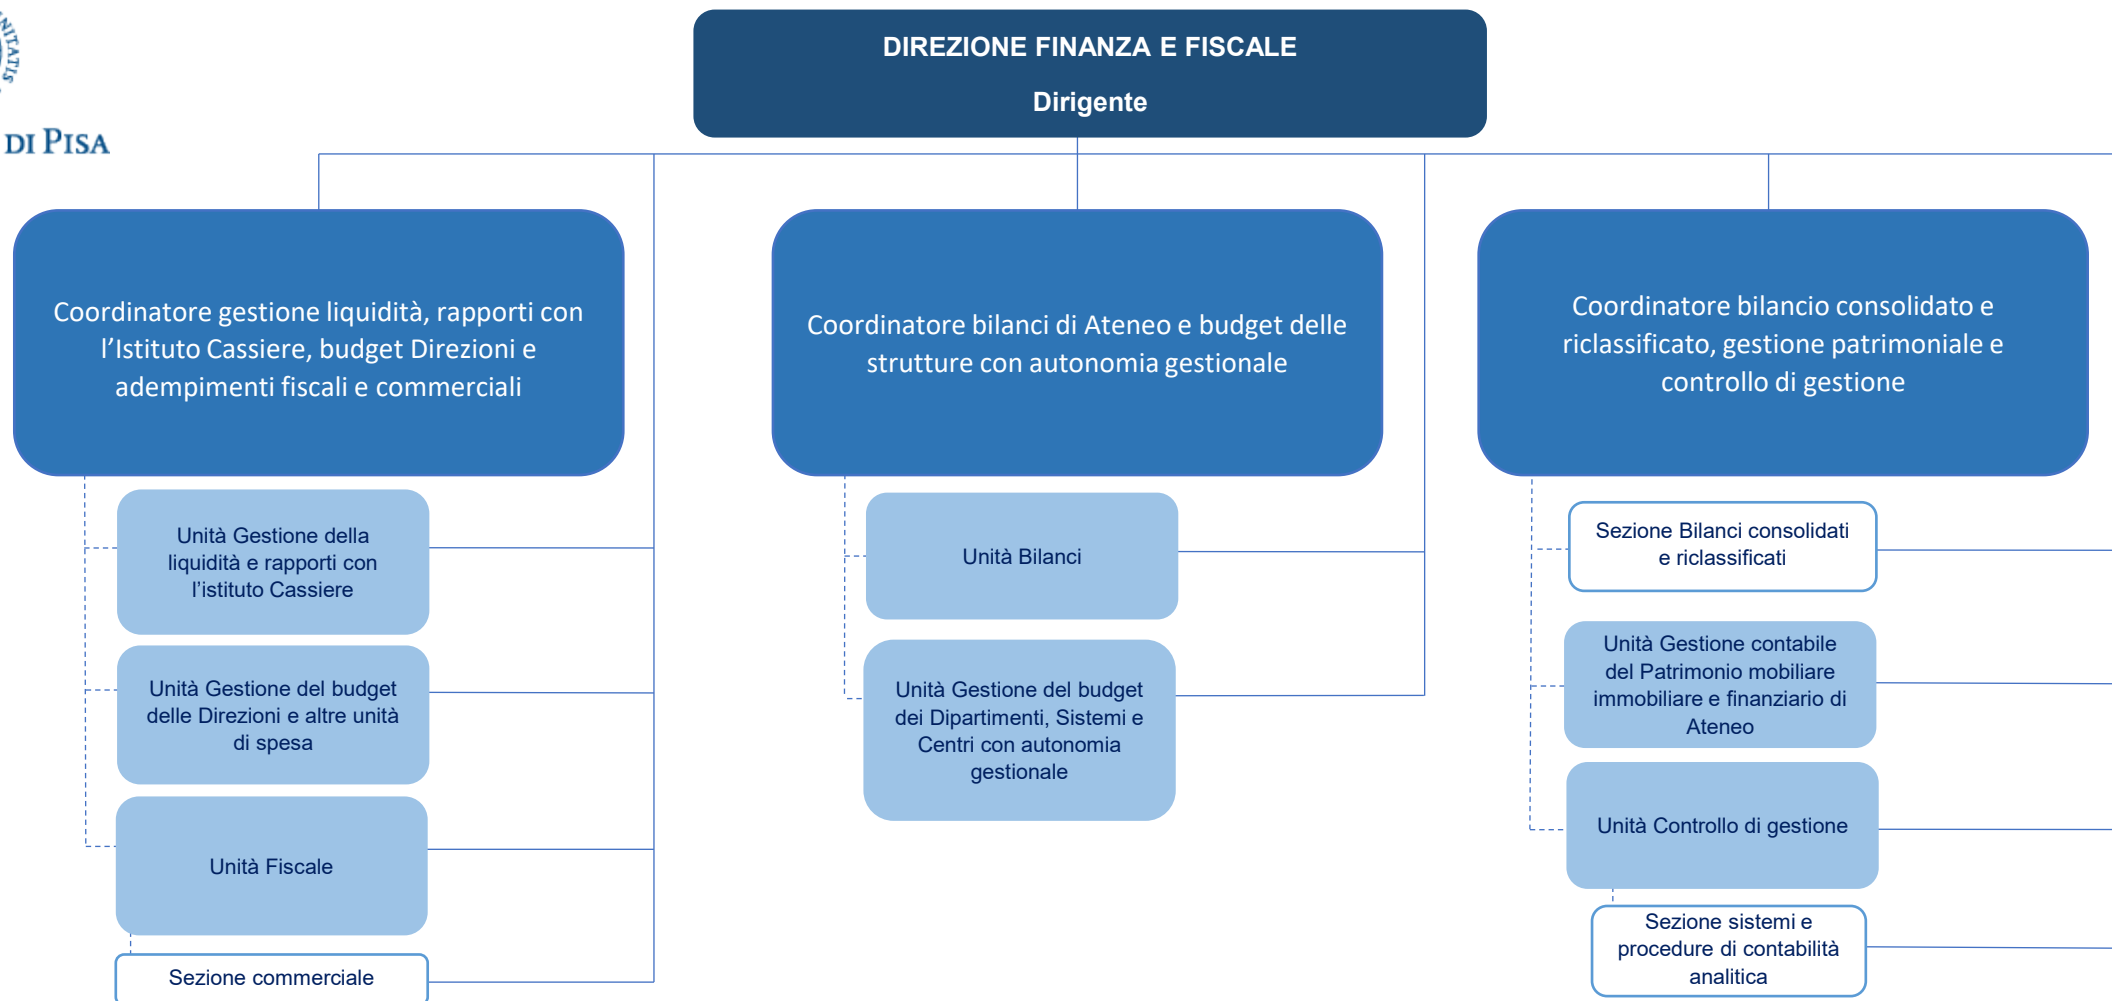 DI PISA
DIREZIONE FINANZA E FISCALE
Dirigente
Coordinatore gestione liquidità, rapporti con
l’Istituto Cassiere, budget Direzioni e
adempimenti fiscali e commerciali
Unità Gestione della
liquidità e rapporti con
l’istituto Cassiere
Unità Gestione del budget
delle Direzioni e altre unità
di spesa
Unità Fiscale
Sezione commerciale
Coordinatore bilanci di Ateneo e budget delle
strutture con autonomia gestionale
Unità Bilanci
Unità Gestione del budget
dei Dipartimenti, Sistemi e
Centri con autonomia
gestionale
Coordinatore bilancio consolidato e
riclassificato, gestione patrimoniale e
controllo di gestione
Sezione Bilanci consolidati
e riclassificati
Unità Gestione contabile
del Patrimonio mobiliare
immobiliare e finanziario di
Ateneo
Unità Controllo di gestione
Sezione sistemi e
procedure di contabilità
analitica